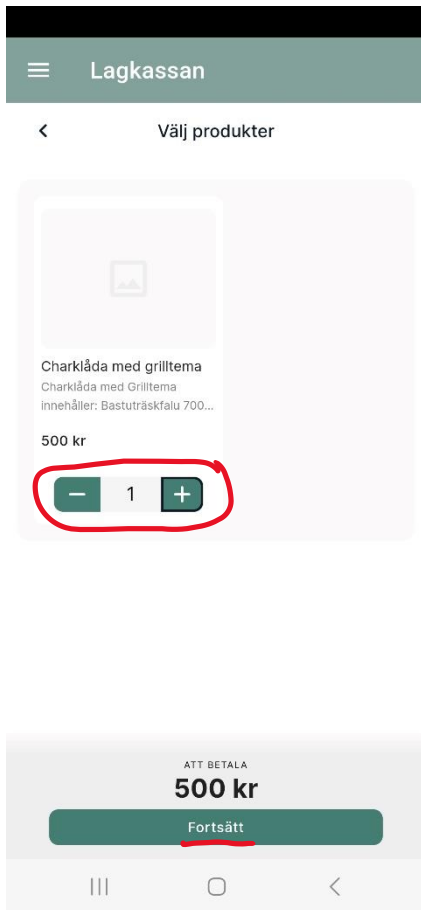 Lagkassan
Välj produkter
Charklåda med grilltema
Charklåda med Grilltema
innehåller: Bastuträskfalu 700...
500 kr
1
ATT BETALA
500 kr
Fortsätt